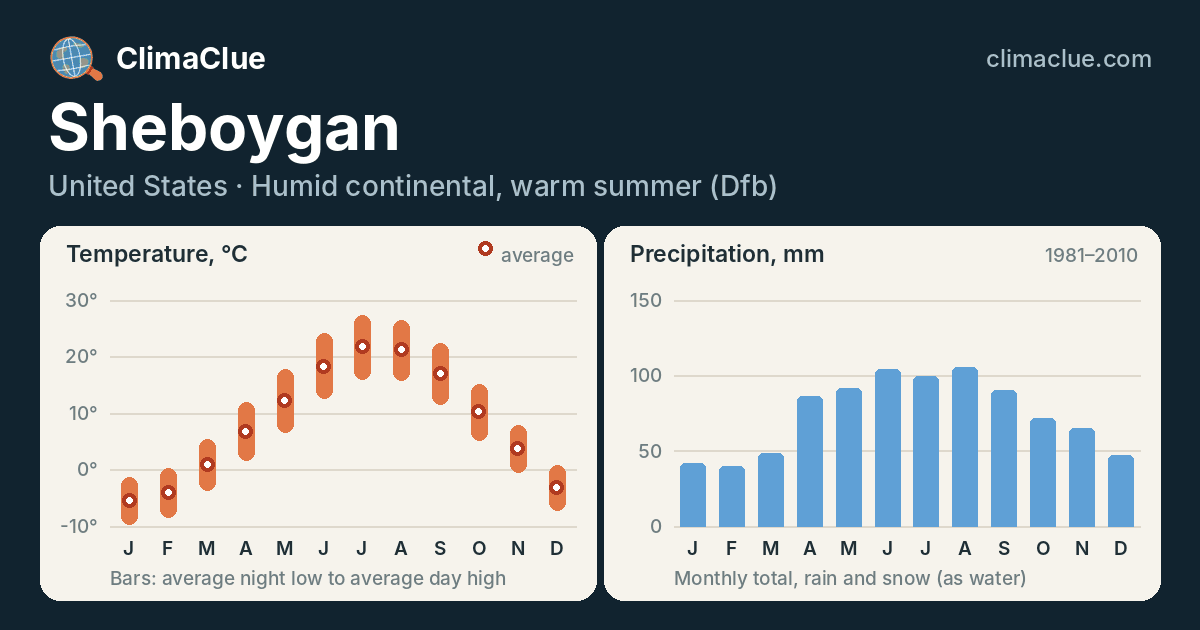 ClimaClue
climaclue.com
Sheboygan
United States · Humid continental, warm summer (Dfb)
Temperature, °C
average
30°
20°
10°
0°
-10°
J F M A M J J A S O N D
Bars: average night low to average day high
Precipitation, mm
1981–2010
150
100
50
0
J F M A M J J A S O N D
Monthly total, rain and snow (as water)